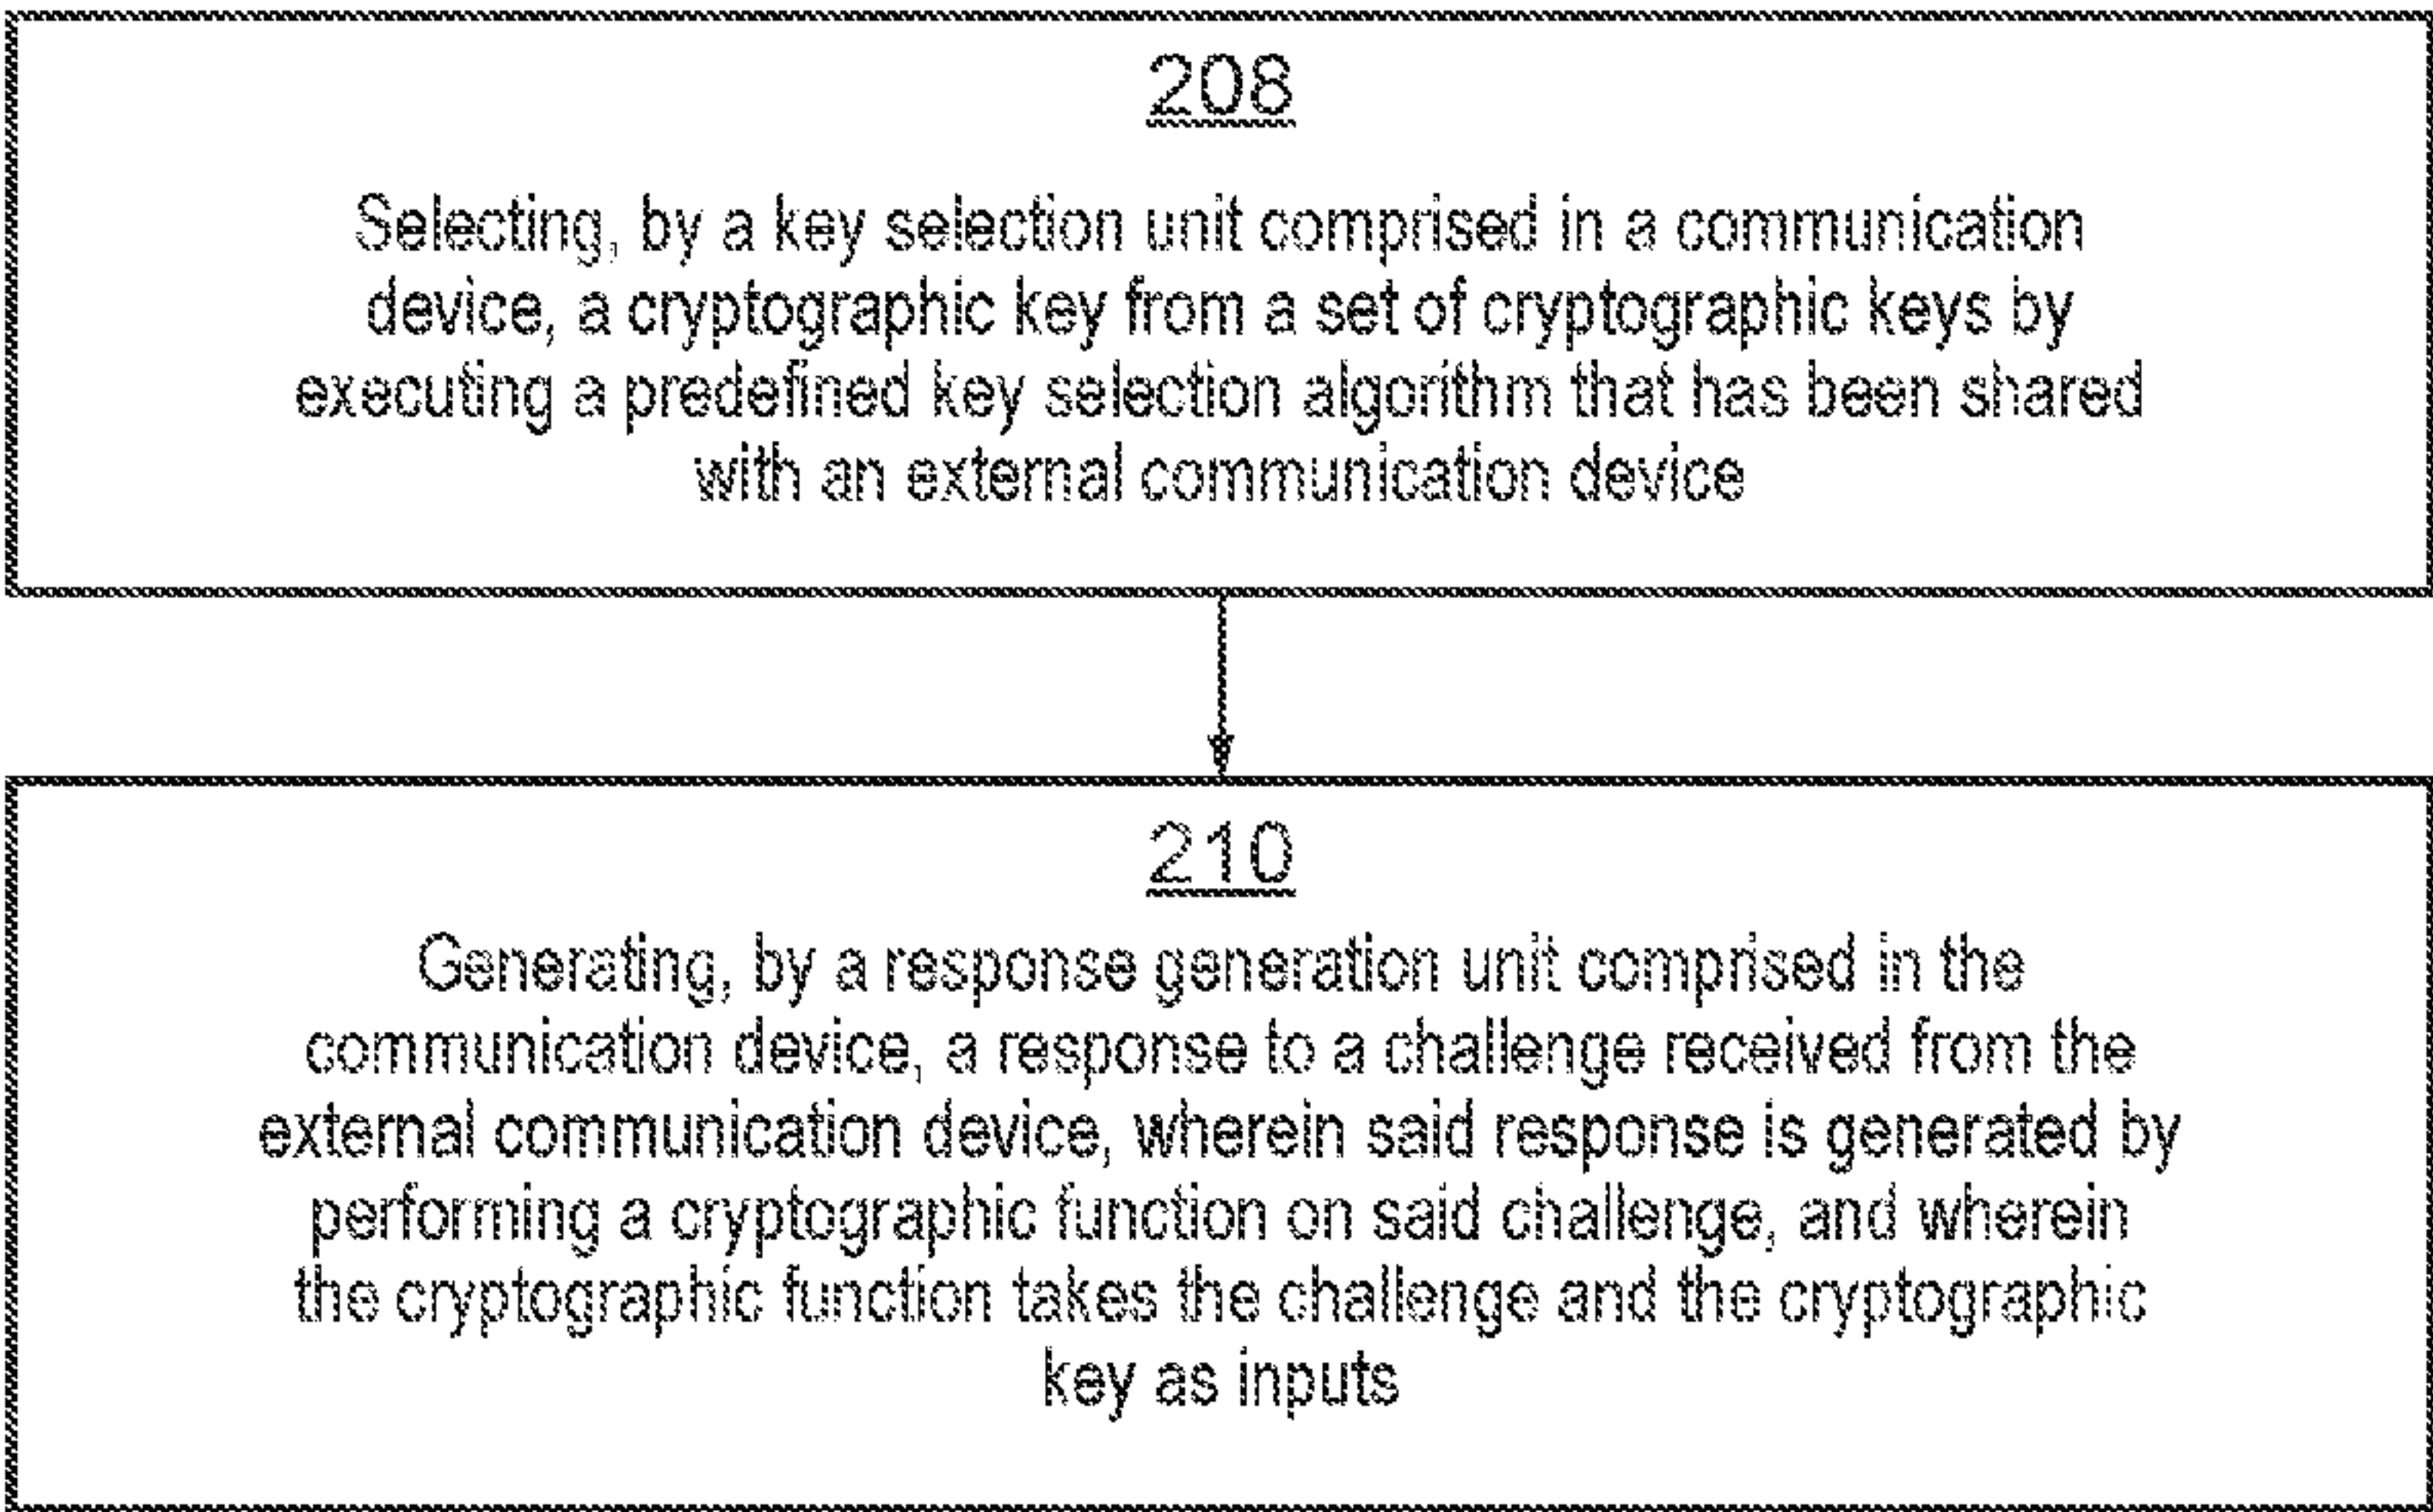 208
Selecting, by a key selection unit comprised in a communication
device, a cryptographic key from a set of cryptographic keys by
executing a predefined key selection algorithm that has been shared
with an external communication device
210
Generating, by a response generation unit comprised in the
communication device, a response to a challenge received from the
external communication device, wherein said response is generated by
performing a cryptographic function on said challenge, and wherein
the cryptographic function takes the challenge and the cryptographic
key as inputs